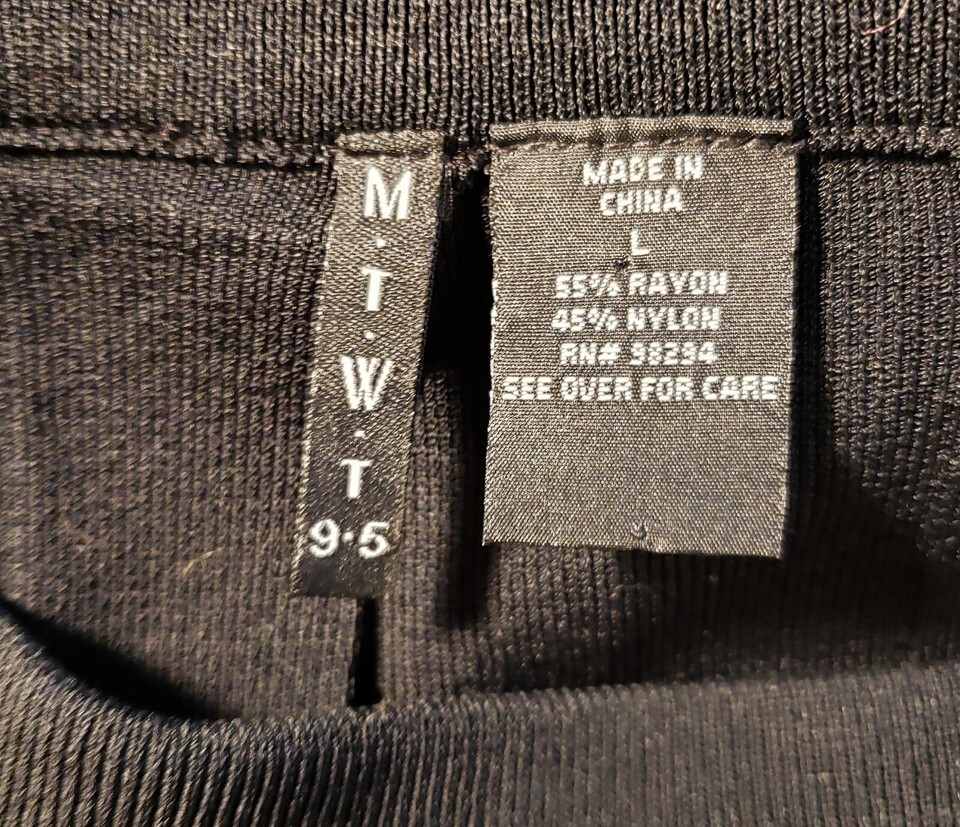 M
·
T
·
W
·
T
9·5
MADE IN
CHINA
L
55% RAYON
45% NYLON
RN# 98294
SEE OVER FOR CARE